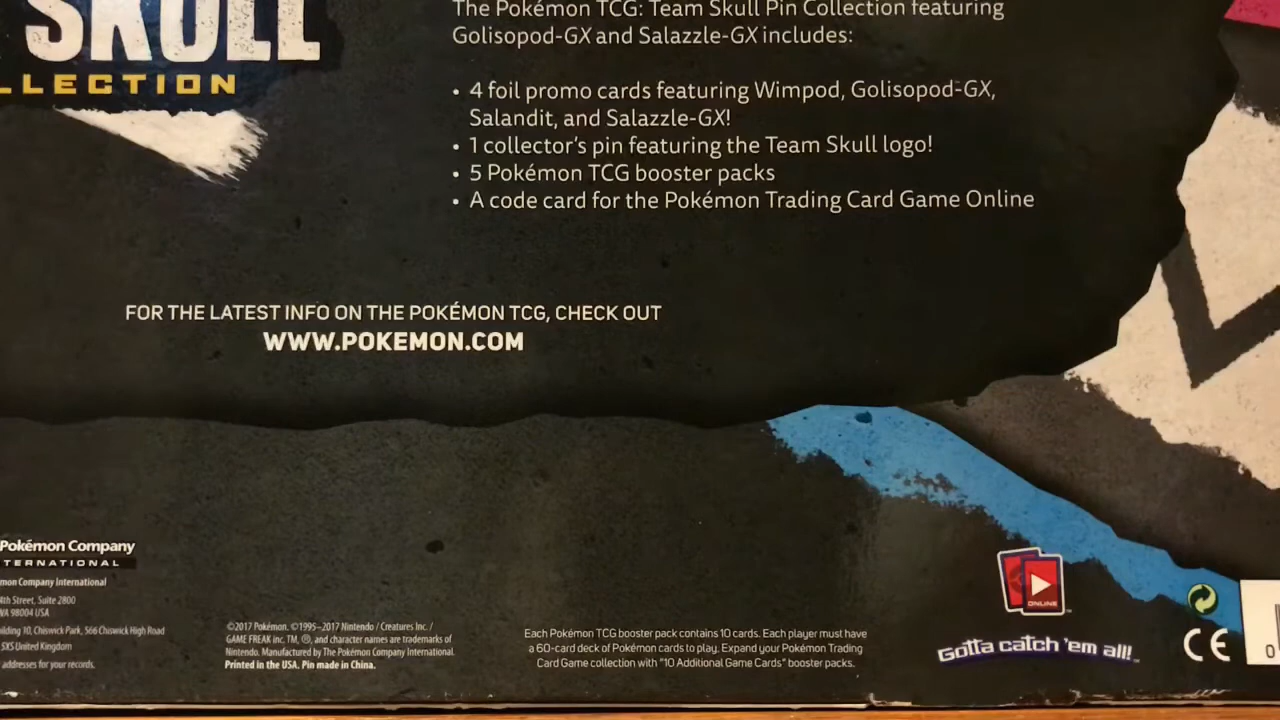 SKULL
LLECTION
The Pokémon TCG: Team Skull Pin Collection featuring
Golisopod-GX and Salazzle-GX includes:
• 4 foil promo cards featuring Wimpod, Golisopod-GX,
Salandit, and Salazzle-GX!
• 1 collector's pin featuring the Team Skull logo!
• 5 Pokémon TCG booster packs
• A code card for the Pokémon Trading Card Game Online
FOR THE LATEST INFO ON THE POKÉMON TCG, CHECK OUT
WWW.POKEMON.COM
Pokémon Company
TERNATIONAL
mon Company International
4th Street, Suite 2800
VA 98004 USA
ilding 10, Chiswick Park, 566 Chiswick High Road
5XS United Kingdom
addresses for your records.
©2017 Pokémon. ©1995–2017 Nintendo / Creatures Inc. /
GAME FREAK inc. TM, ®, and character names are trademarks of
Nintendo. Manufactured by The Pokémon Company International.
Printed in the USA. Pin made in China.
Each Pokémon TCG booster pack contains 10 cards. Each player must have
a 60-card deck of Pokémon cards to play. Expand your Pokémon Trading
Card Game collection with "10 Additional Game Cards" booster packs.
ONLINE
Gotta catch 'em all!
CE
0